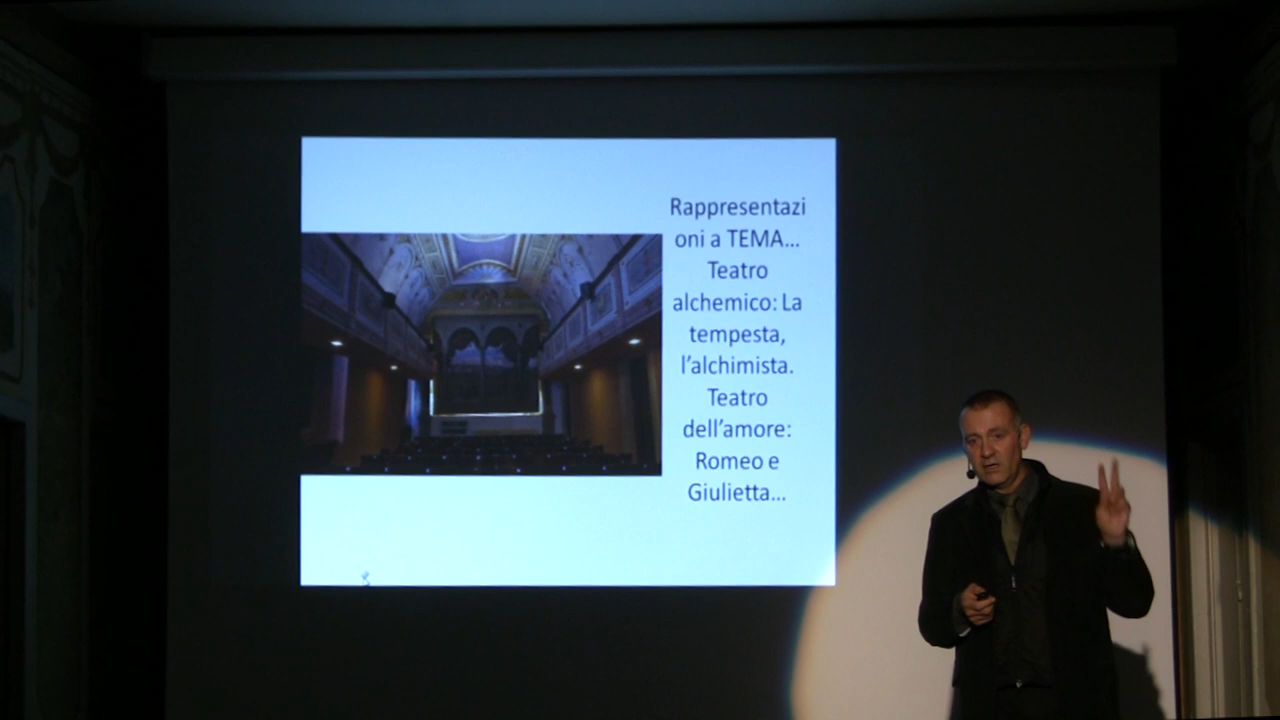 Rappresentazi
oni a TEMA...
Teatro
alchemico: La
tempesta,
l'alchimista.
Teatro
dell'amore:
Romeo e
Giulietta...